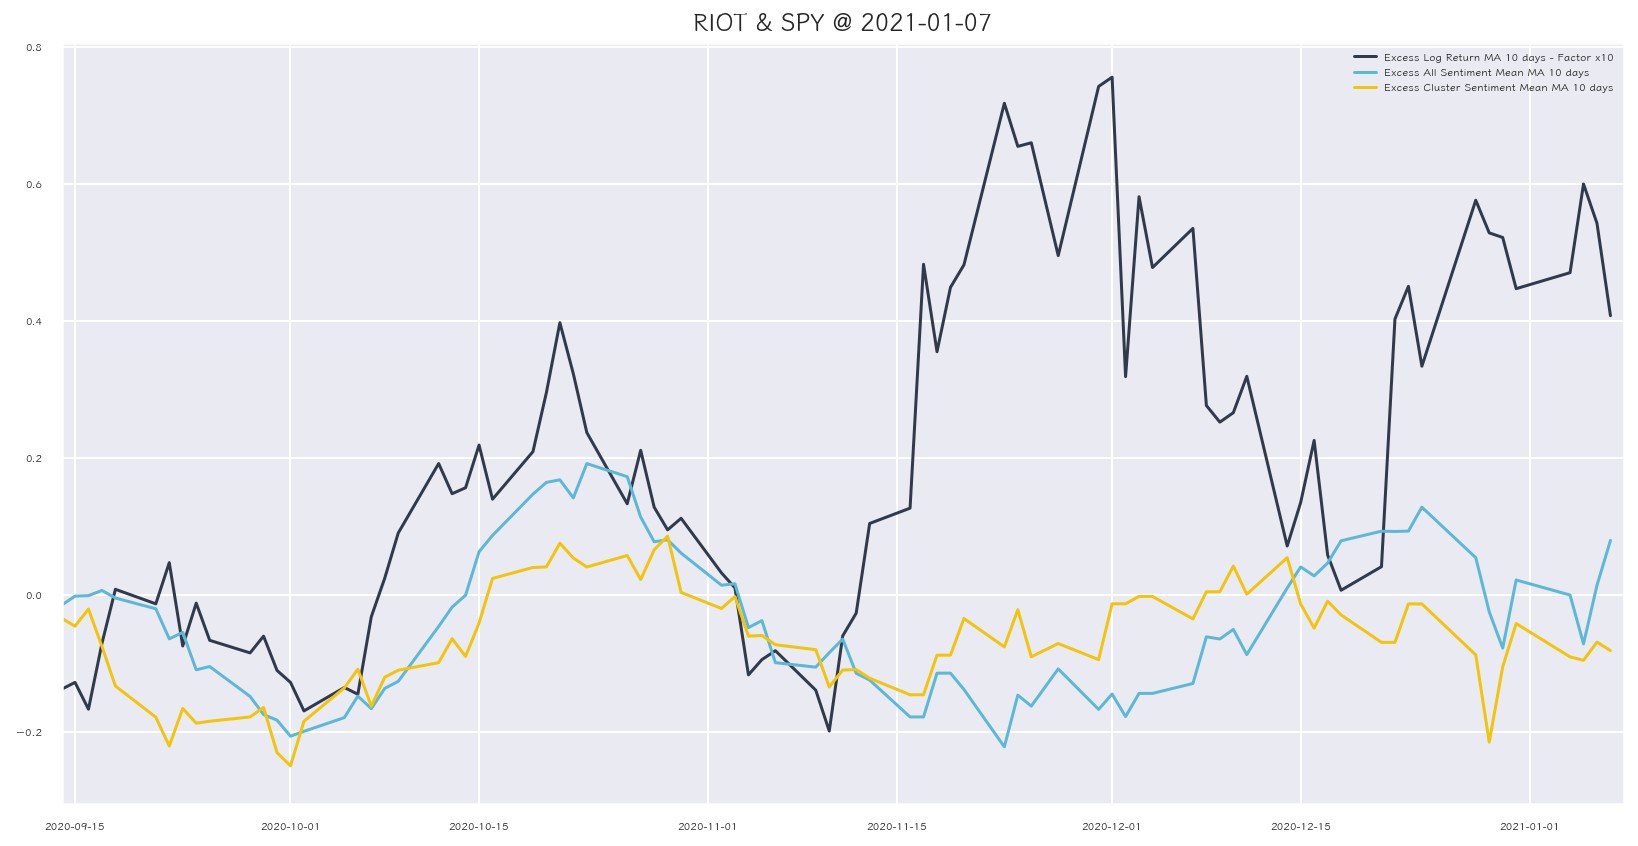 RIOT & SPY @ 2021-01-07
0.8
0.6
0.4
0.2
0.0
−0.2
Excess Log Return MA 10 days - Factor x10
Excess All Sentiment Mean MA 10 days
Excess Cluster Sentiment Mean MA 10 days
2020-09-15 2020-10-01 2020-10-15 2020-11-01 2020-11-15 2020-12-01 2020-12-15 2021-01-01